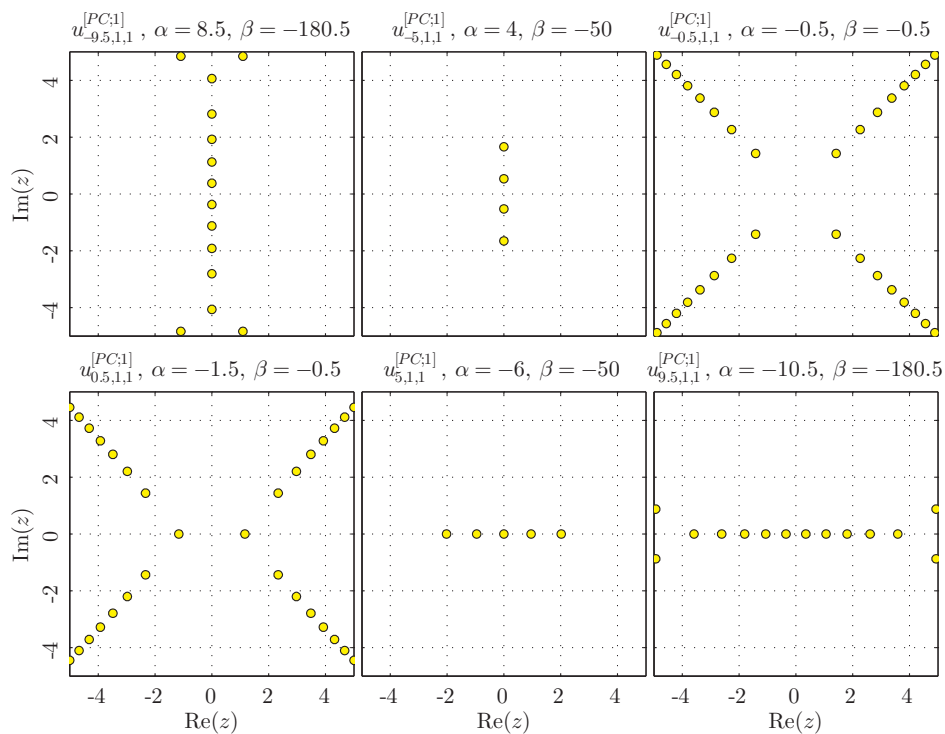 u^{[PC;1]}_{-9.5,1,1}, α = 8.5, β = −180.5
u^{[PC;1]}_{-5,1,1}, α = 4, β = −50
u^{[PC;1]}_{-0.5,1,1}, α = −0.5, β = −0.5
4
2
0
-2
-4
Im(z)
u^{[PC;1]}_{0.5,1,1}, α = −1.5, β = −0.5
u^{[PC;1]}_{5,1,1}, α = −6, β = −50
u^{[PC;1]}_{9.5,1,1}, α = −10.5, β = −180.5
4
2
0
-2
-4
Im(z)
-4 -2 0 2 4 -4 -2 0 2 4 -4 -2 0 2 4
Re(z) Re(z) Re(z)